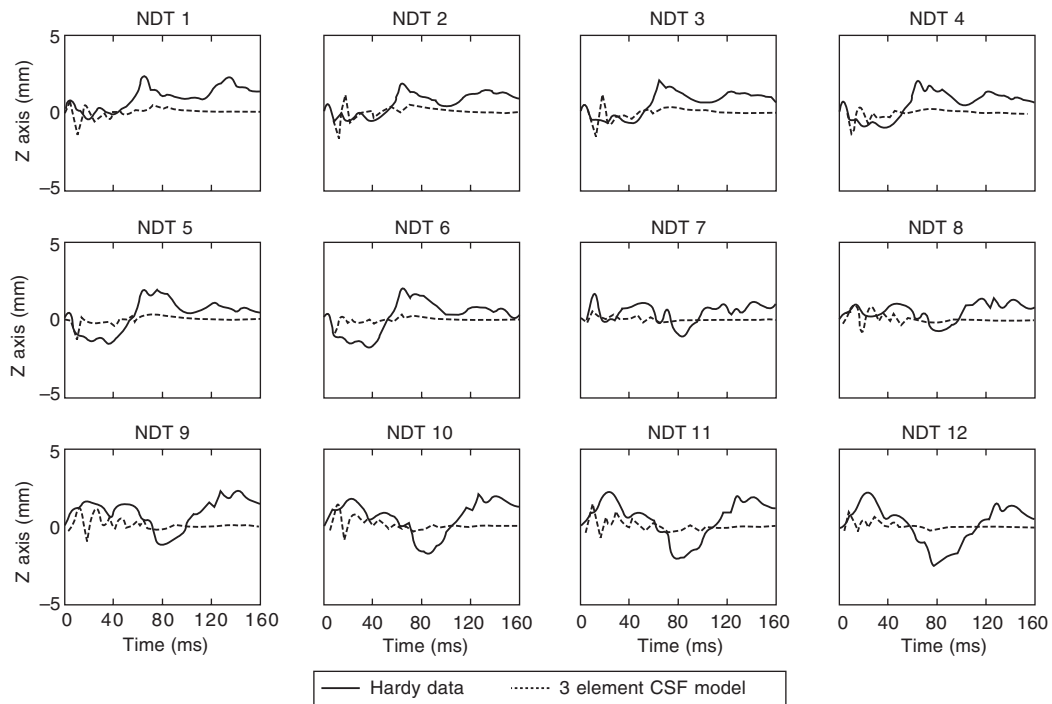 NDT 1 NDT 2 NDT 3 NDT 4
5
Z axis (mm)
0
–5
NDT 5 NDT 6 NDT 7 NDT 8
5
Z axis (mm)
0
–5
NDT 9 NDT 10 NDT 11 NDT 12
5
Z axis (mm)
0
–5
0 40 80 120 160 0 40 80 120 160 0 40 80 120 160 0 40 80 120 160
Time (ms) Time (ms) Time (ms) Time (ms)
Hardy data 3 element CSF model